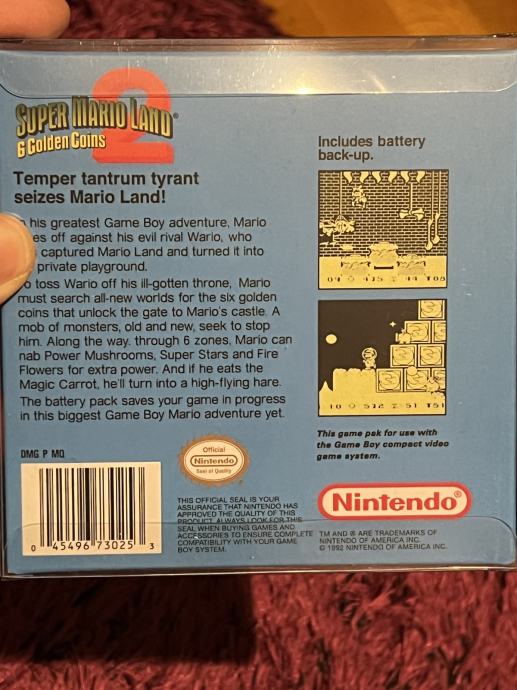 2
SUPER MARIO LAND®
6 Golden Coins
Temper tantrum tyrant
seizes Mario Land!
his greatest Game Boy adventure, Mario
es off against his evil rival Wario, who
captured Mario Land and turned it into
private playground.
o toss Wario off his ill-gotten throne, Mario
must search all-new worlds for the six golden
coins that unlock the gate to Mario's castle. A
mob of monsters, old and new, seek to stop
him. Along the way, through 6 zones, Mario can
nab Power Mushrooms, Super Stars and Fire
Flowers for extra power. And if he eats the
Magic Carrot, he'll turn into a high-flying hare.
The battery pack saves your game in progress
in this biggest Game Boy Mario adventure yet.
Includes battery
back-up.
This game pak for use with
the Game Boy compact video
game system.
DMG P MQ
0 45496 73025 3
Official
Nintendo
Seal of Quality
THIS OFFICIAL SEAL IS YOUR
ASSURANCE THAT NINTENDO HAS
APPROVED THE QUALITY OF THIS
PRODUCT. ALWAYS LOOK FOR THIS
SEAL WHEN BUYING GAMES AND
ACCESSORIES TO ENSURE COMPLETE
COMPATIBILITY WITH YOUR GAME
BOY SYSTEM.
Nintendo®
TM AND ® ARE TRADEMARKS OF
NINTENDO OF AMERICA INC.
© 1992 NINTENDO OF AMERICA INC.